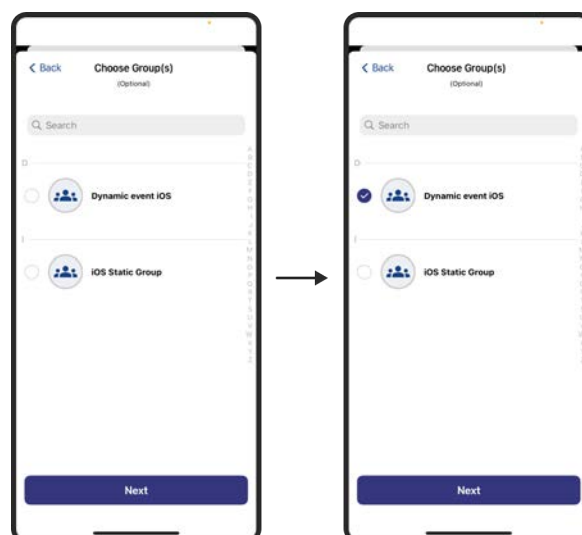 Back Choose Group(s)
(Optional)
Search
D
Dynamic event iOS
I
iOS Static Group
Next
Back Choose Group(s)
(Optional)
Search
D
Dynamic event iOS
I
iOS Static Group
Next